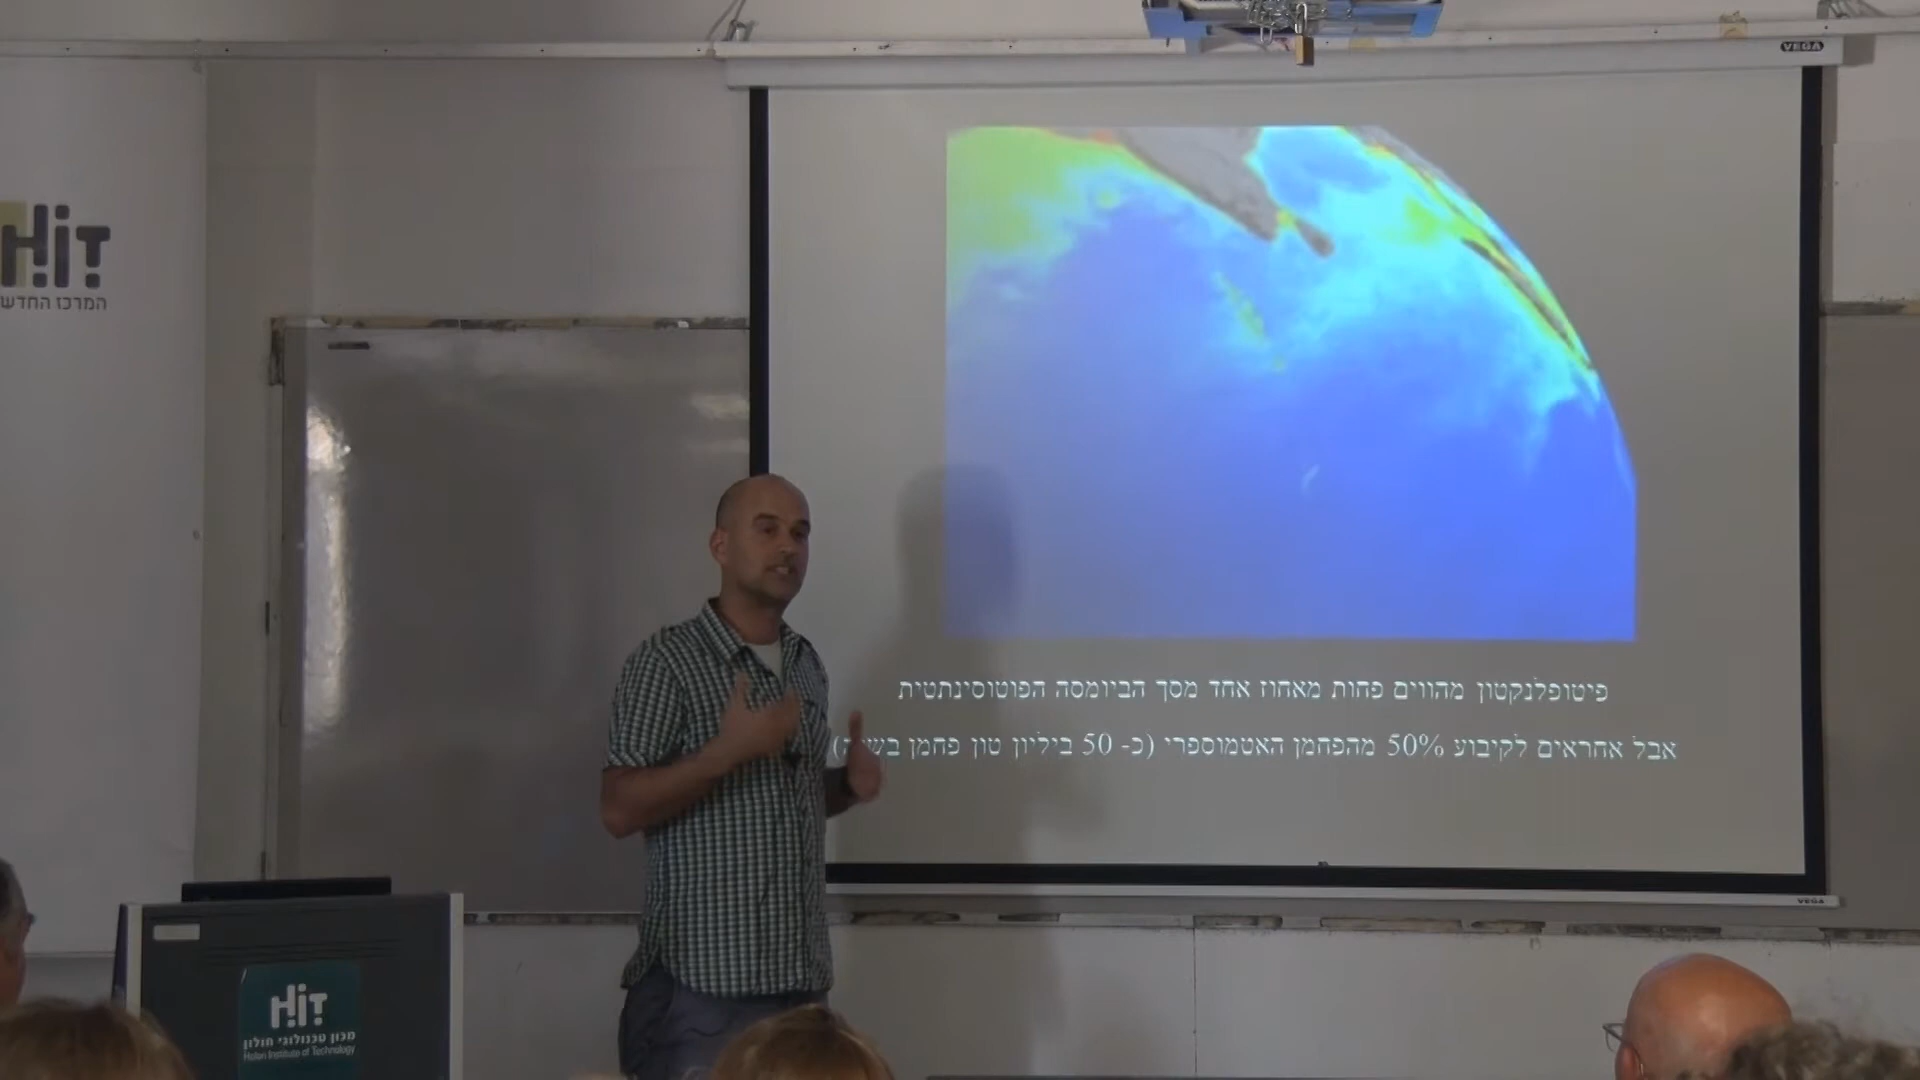 VEGA
HiT
המרכז החדש
פיטופלנקטון מהווים פחות מאחוז אחד מסך הביומסה הפוטוסינתטית
אבל אחראים לקיבוע 50% מהפחמן האטמוספרי (כ- 50 ביליון טון פחמן
VEGA
HiT
מכון טכנולוגי חולון
Holon Institute of Technology